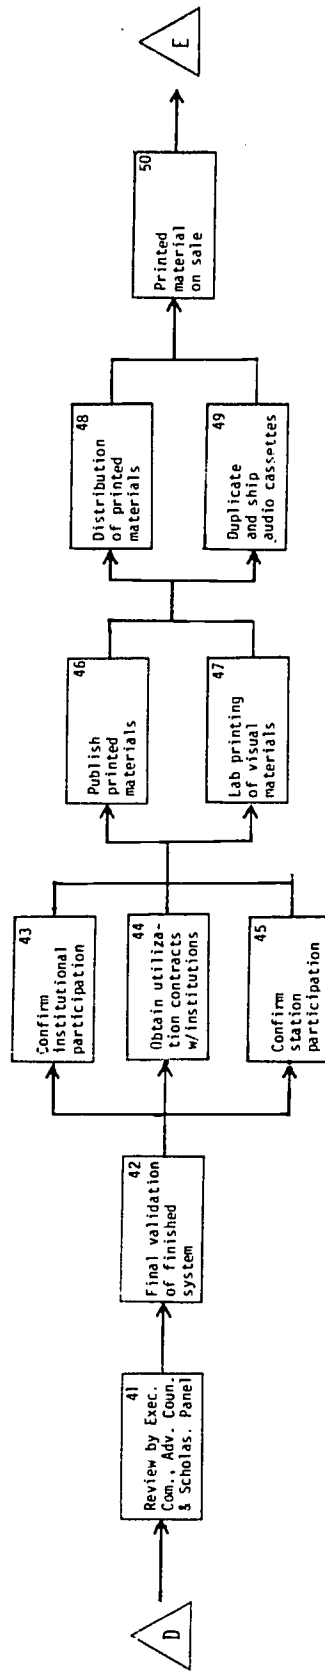 D
41
Review by Exec.
Com., Adv. Coun.
& Scholas. Panel
42
Final validation
of finished
system
43
Confirm
institutional
participation
44
Obtain utiliza-
tion contracts
w/institutions
45
Confirm
station
participation
46
Publish
printed
materials
47
Lab printing
of visual
materials
48
Distribution
of printed
materials
49
Duplicate
and ship
audio cassettes
50
Printed
material
on sale
E